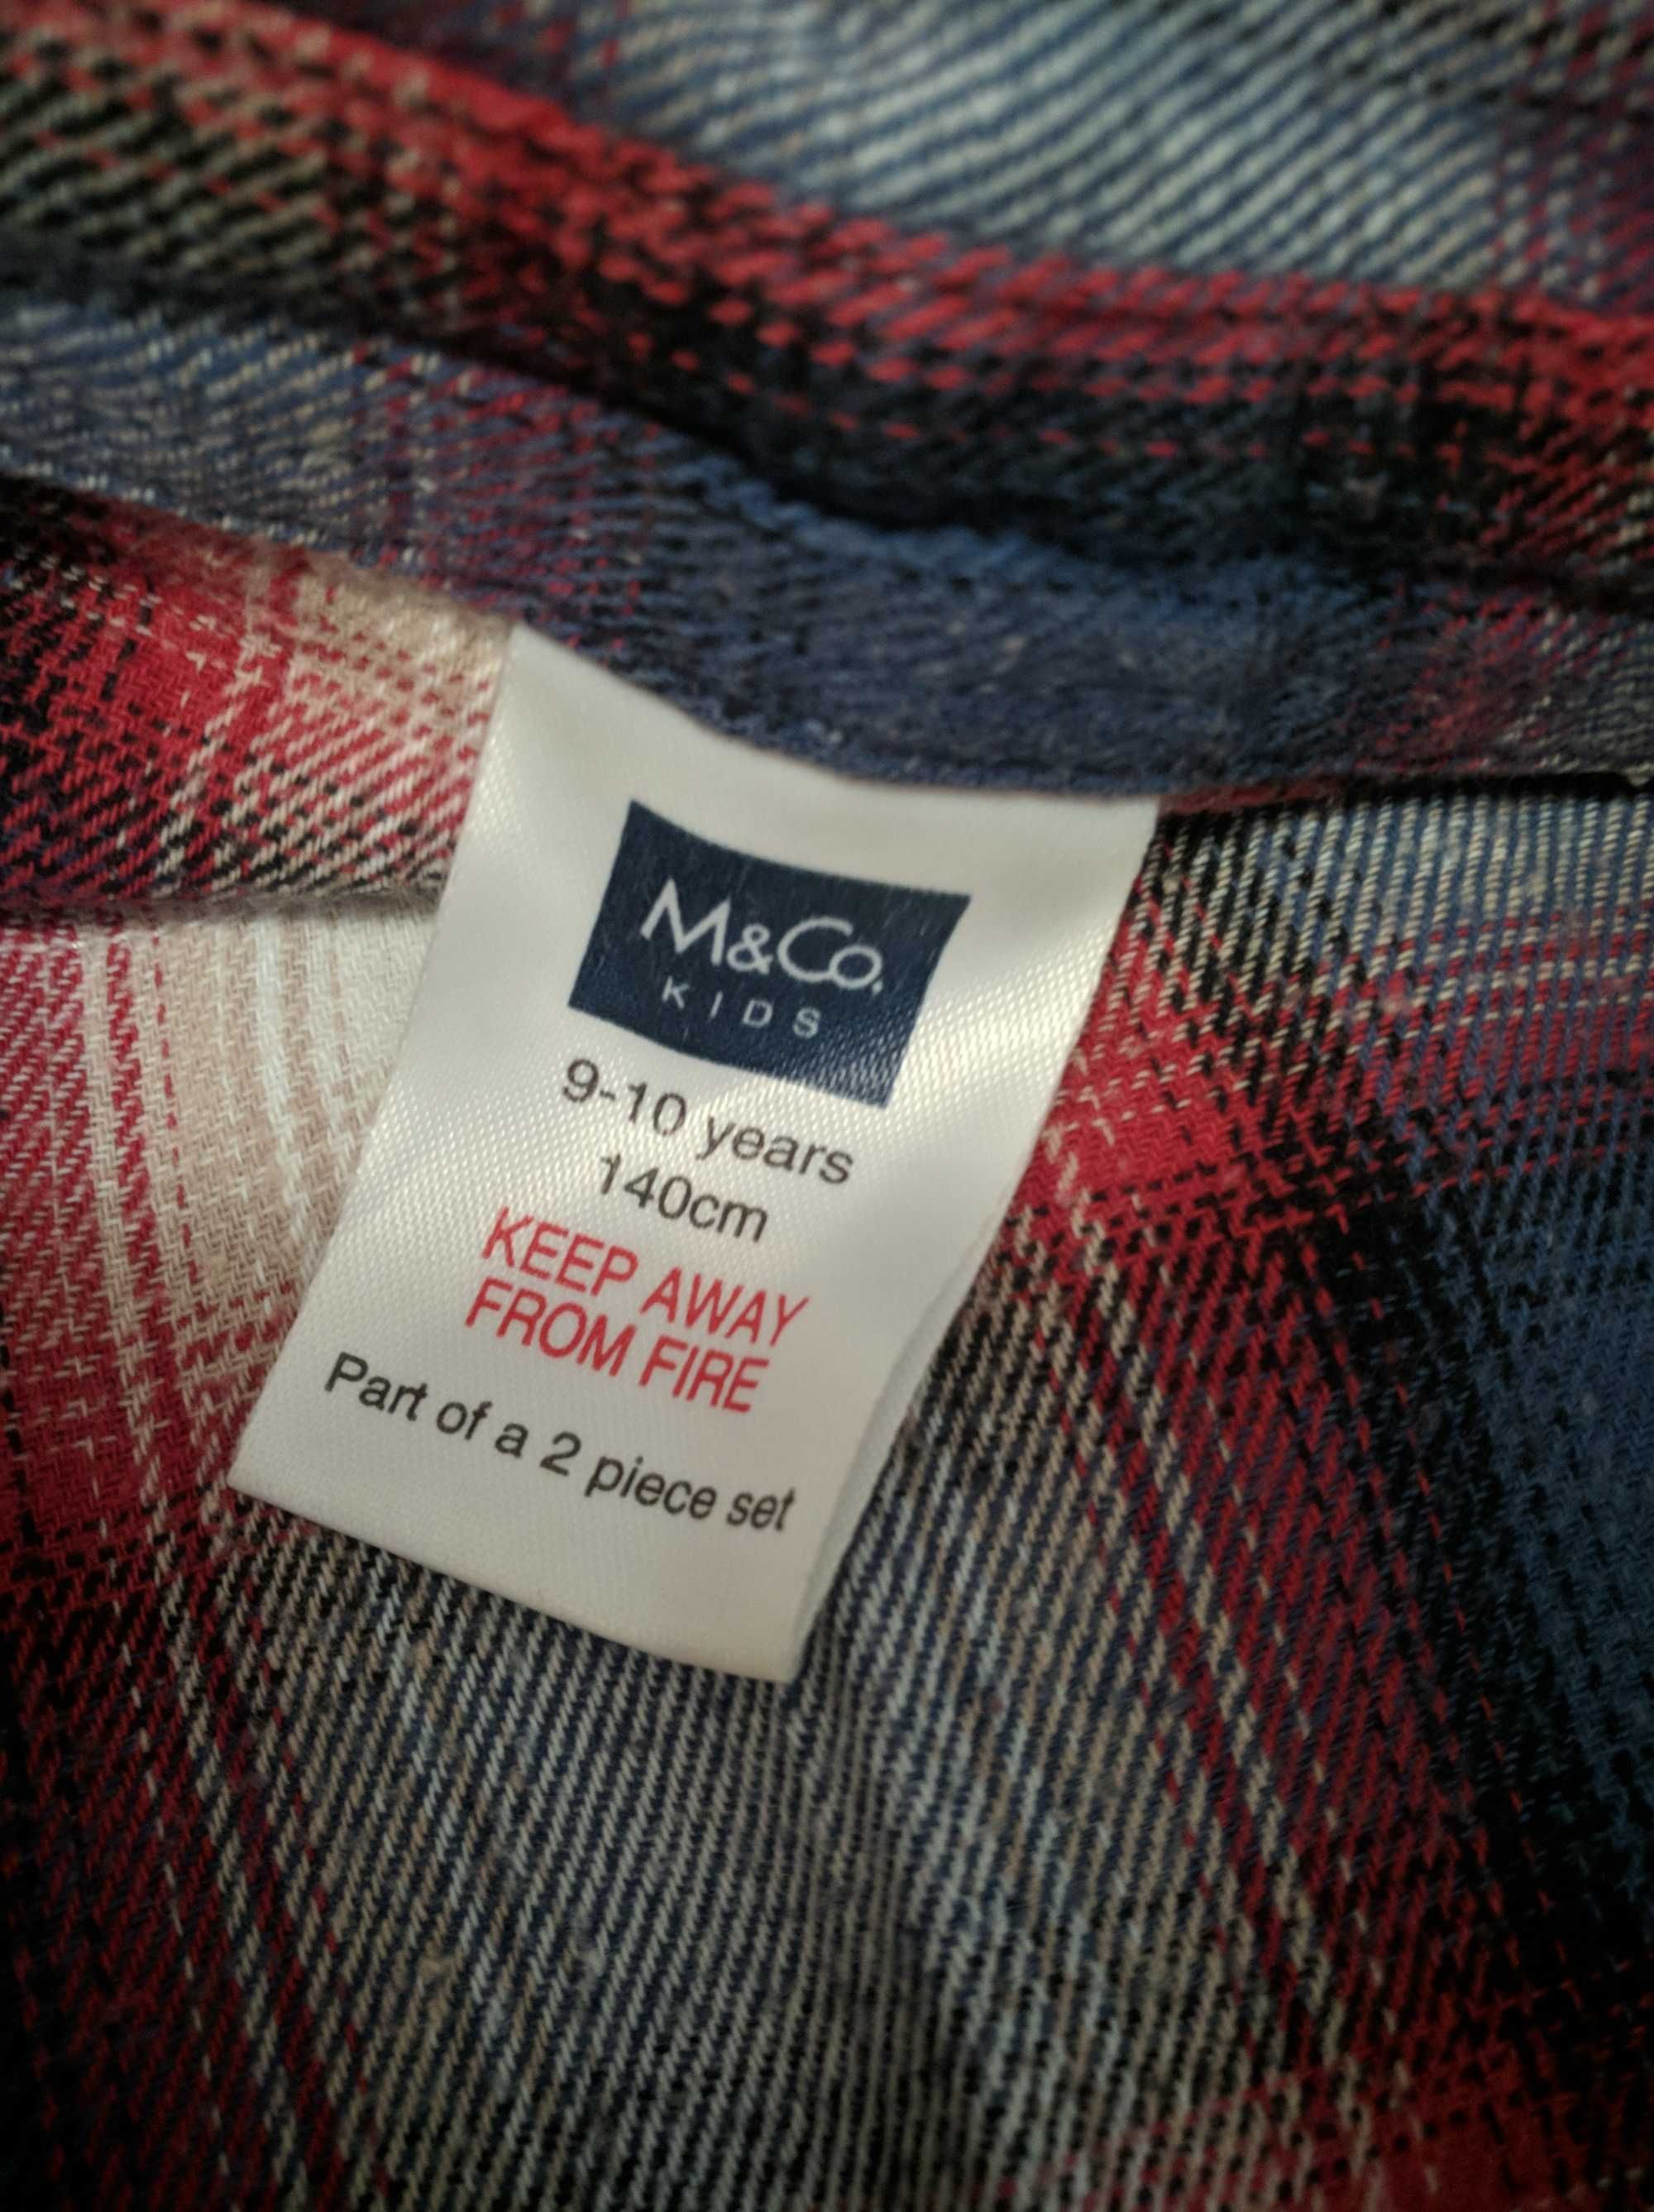 M&Co.
KIDS
9-10 years
140cm
KEEP AWAY
FROM FIRE
Part of a 2 piece set